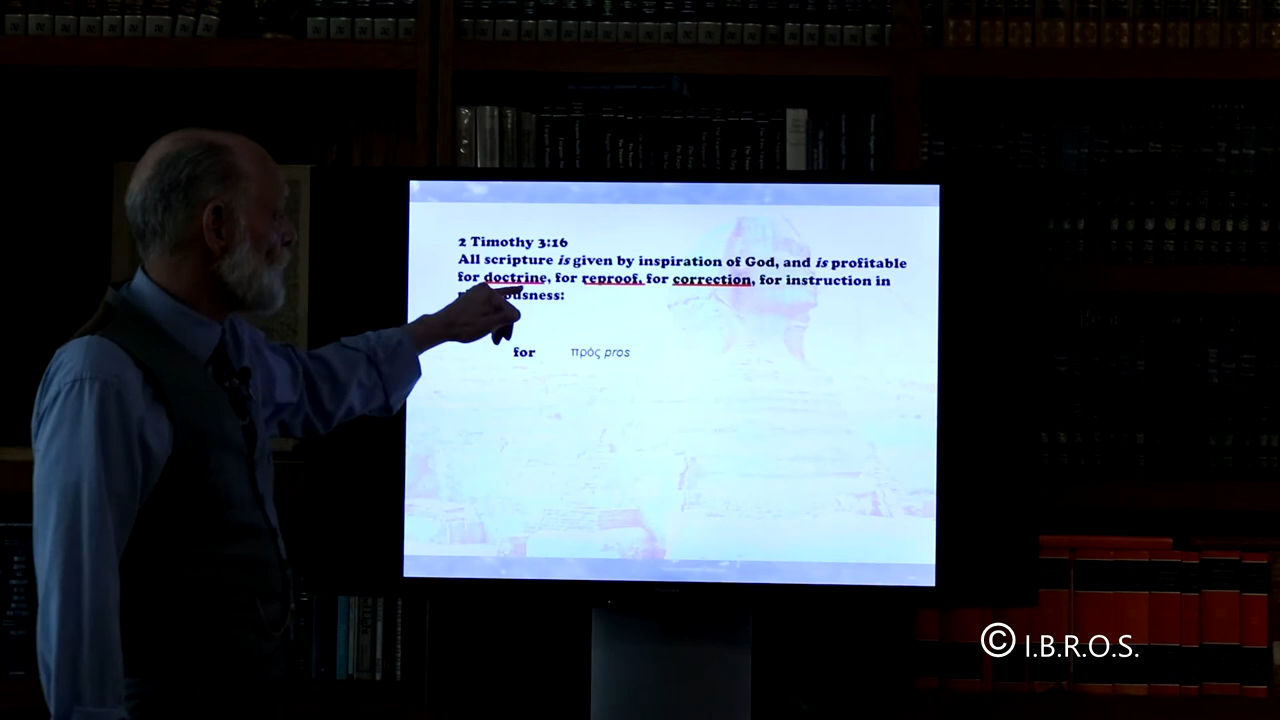 2 Timothy 3:16
All scripture is given by inspiration of God, and is profitable
for doctrine, for reproof, for correction, for instruction in
for πρός pros
© I.B.R.O.S.